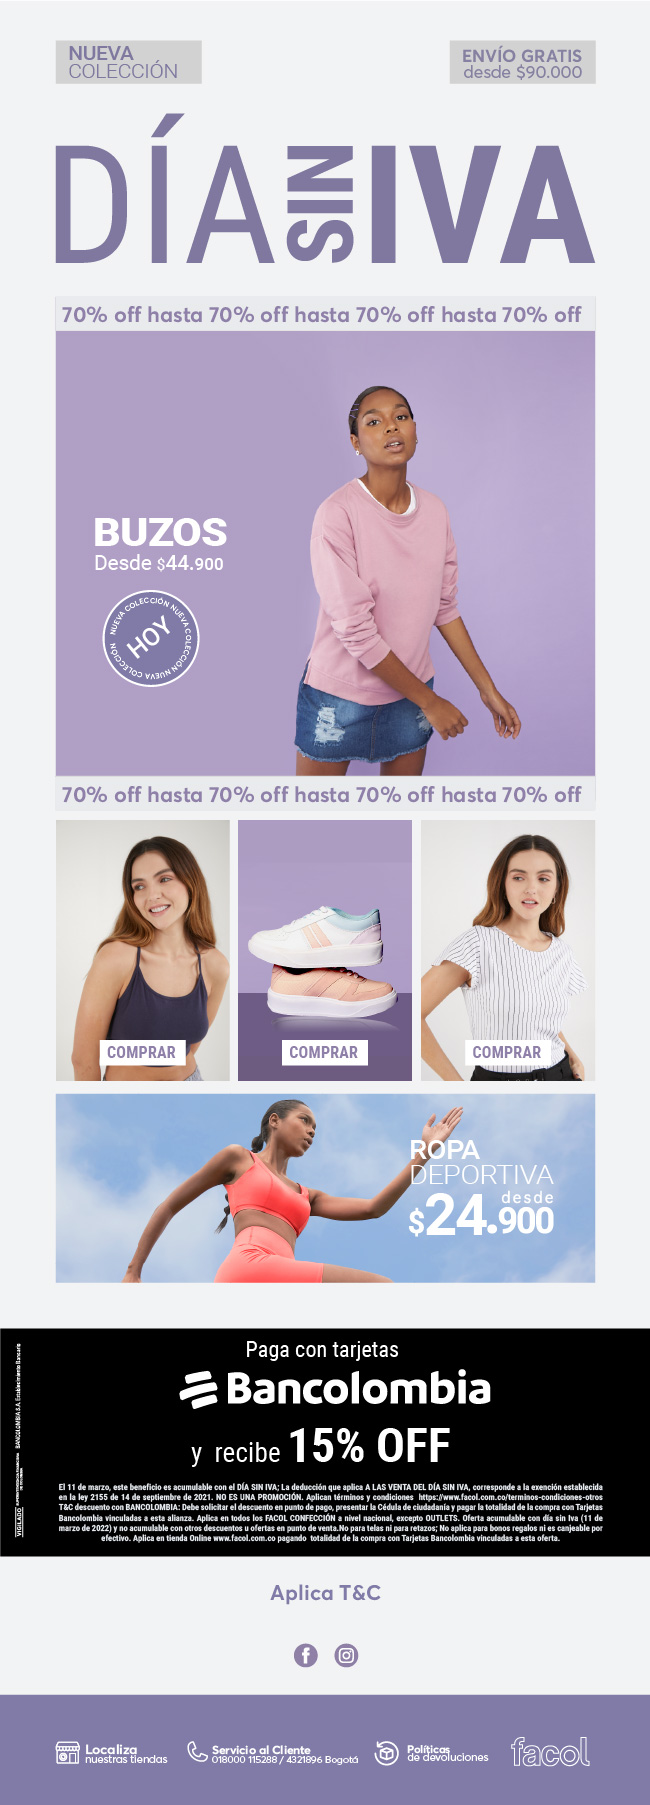 NUEVA
COLECCIÓN
ENVÍO GRATIS
desde $90.000
DÍA SIN IVA
70% off hasta 70% off hasta 70% off hasta 70% off
BUZOS
Desde $44.900
NUEVA COLECCIÓN NUEVA COLECCIÓN NUEVA COLECCIÓN
HOY
70% off hasta 70% off hasta 70% off hasta 70% off
COMPRAR
COMPRAR
COMPRAR
ROPA
DEPORTIVA
desde
$24.900
Paga con tarjetas
Bancolombia
y recibe 15% OFF
El 11 de marzo, este beneficio es acumulable con el DÍA SIN IVA; La deducción que aplica A LAS VENTA DEL DÍA SIN IVA, corresponde a la exención establecida
en la ley 2155 de 14 de septiembre de 2021. NO ES UNA PROMOCIÓN. Aplican términos y condiciones https://www.facol.com.co/terminos-condiciones-otros
T&C descuento con BANCOLOMBIA: Debe solicitar el descuento en punto de pago, presentar la Cédula de ciudadanía y pagar la totalidad de la compra con Tarjetas
Bancolombia vinculadas a esta alianza. Aplica en todos los FACOL CONFECCIÓN a nivel nacional, excepto OUTLETS. Oferta acumulable con día sin Iva (11 de
marzo de 2022) y no acumulable con otros descuentos u ofertas en punto de venta.No para telas ni para retazos; No aplica para bonos regalos ni es canjeable por
efectivo. Aplica en tienda Online www.facol.com.co pagando totalidad de la compra con Tarjetas Bancolombia vinculadas a esta oferta.
VIGILADO SUPERINTENDENCIA FINANCIERA DE COLOMBIA
BANCOLOMBIA S.A. Establecimiento Bancario
Aplica T&C
Localiza
nuestras tiendas
Servicio al Cliente
018000 115288 / 4321896 Bogotá
Políticas
de devoluciones
facol